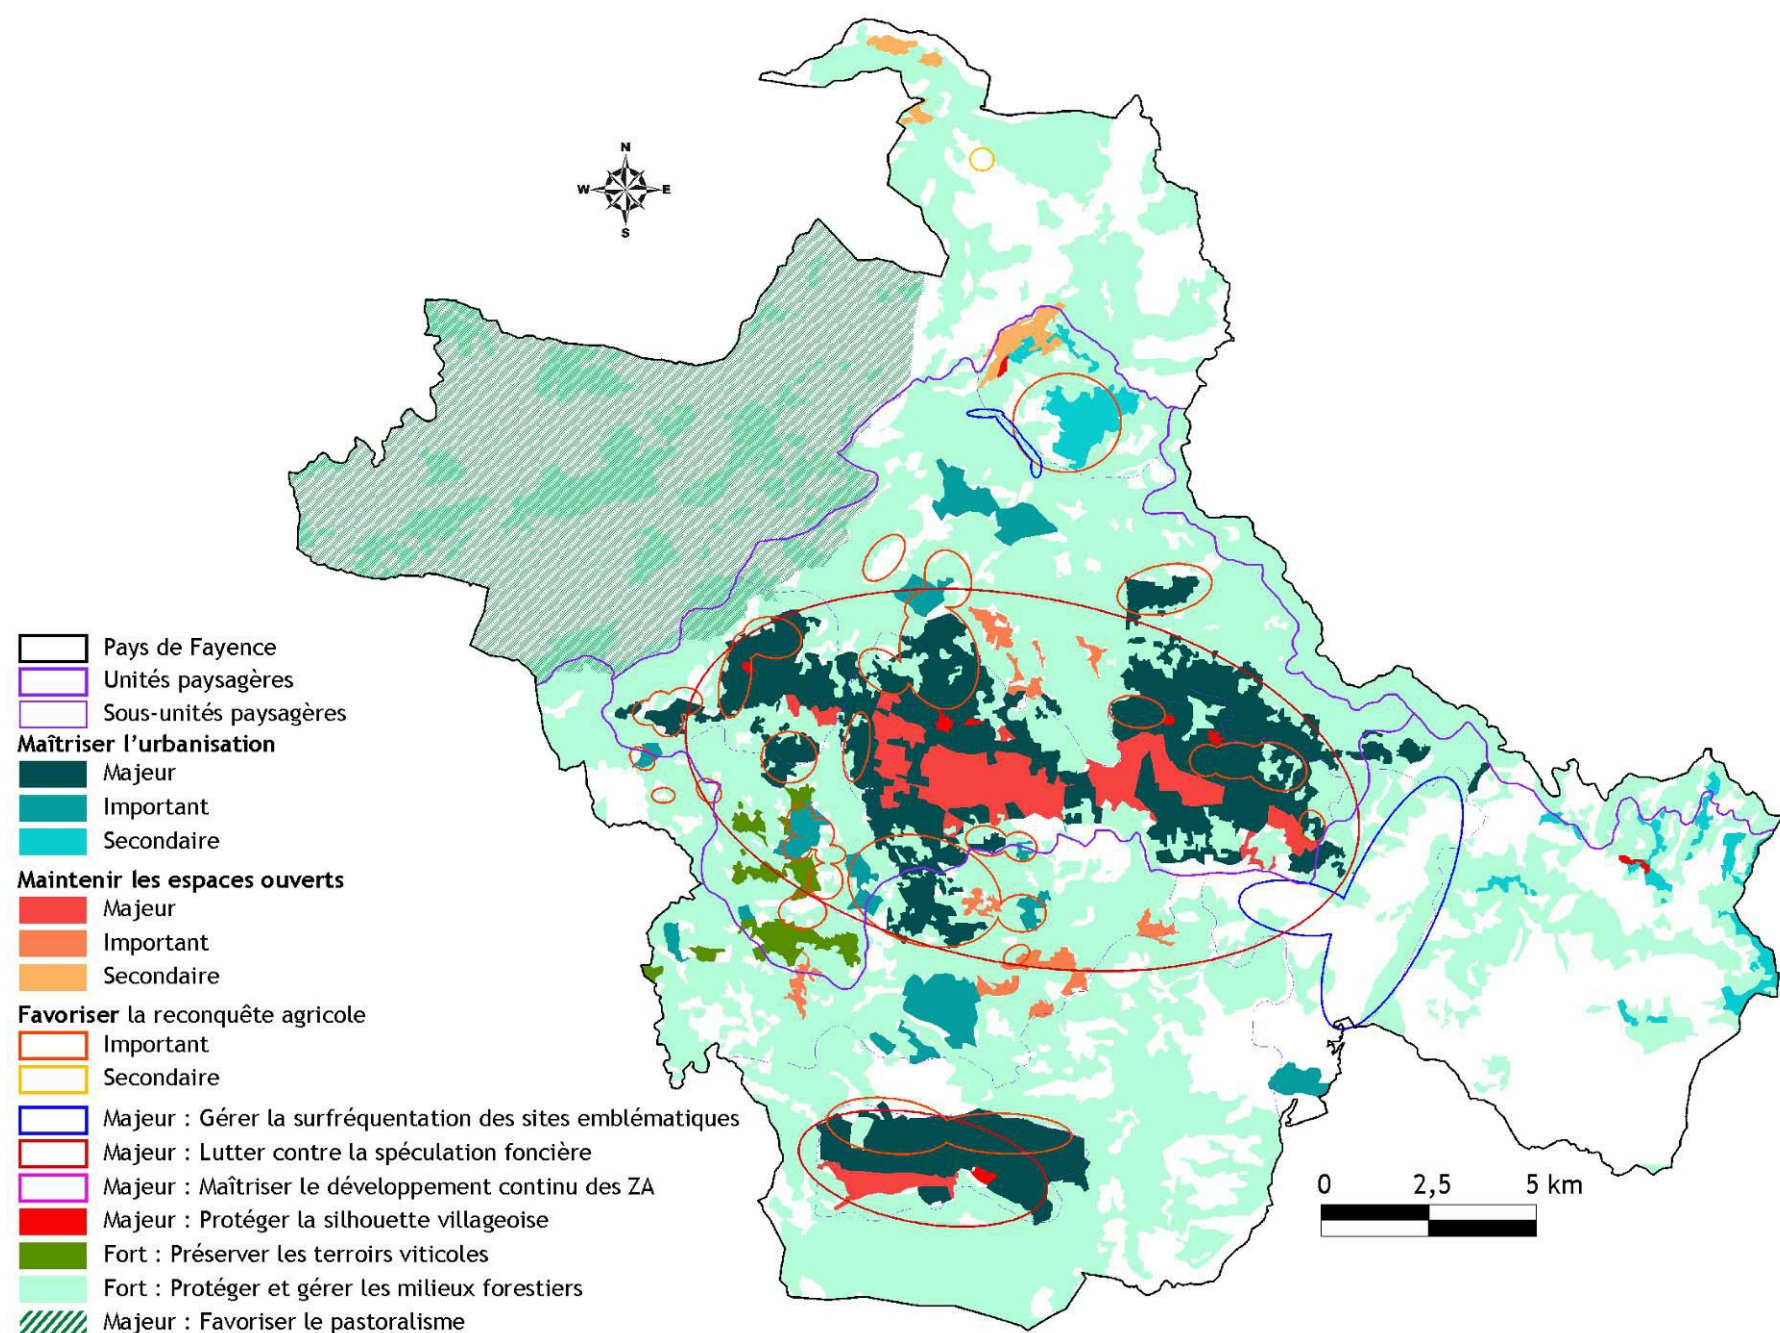 N
W E
S
Pays de Fayence
Unités paysagères
Sous-unités paysagères
Maîtriser l'urbanisation
Majeur
Important
Secondaire
Maintenir les espaces ouverts
Majeur
Important
Secondaire
Favoriser la reconquête agricole
Important
Secondaire
Majeur : Gérer la surfréquentation des sites emblématiques
Majeur : Lutter contre la spéculation foncière
Majeur : Maîtriser le développement continu des ZA
Majeur : Protéger la silhouette villageoise
Fort : Préserver les terroirs viticoles
Fort : Protéger et gérer les milieux forestiers
Majeur : Favoriser le pastoralisme
0 2,5 5 km